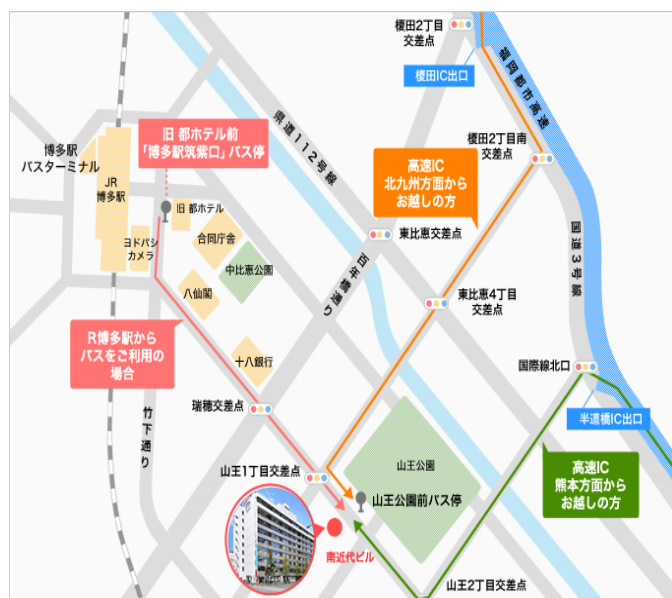 榎田2丁目
交差点
榎田IC出口
福岡都市高速
県道112号線
旧 都ホテル前
「博多駅筑紫口」バス停
博多駅
バスターミナル
JR
博多駅
榎田2丁目南
交差点
高速IC
北九州方面から
お越しの方
旧 都ホテル
合同庁舎
東比恵交差点
国道3号線
ヨドバシ
カメラ
中比恵公園
百年橋通り
八仙閣
東比恵4丁目
交差点
R博多駅から
バスをご利用の
場合
十八銀行
国際線北口
瑞穂交差点
竹下通り
半道橋IC出口
山王1丁目交差点
山王公園
高速IC
熊本方面から
お越しの方
山王公園前バス停
南近代ビル
山王2丁目交差点